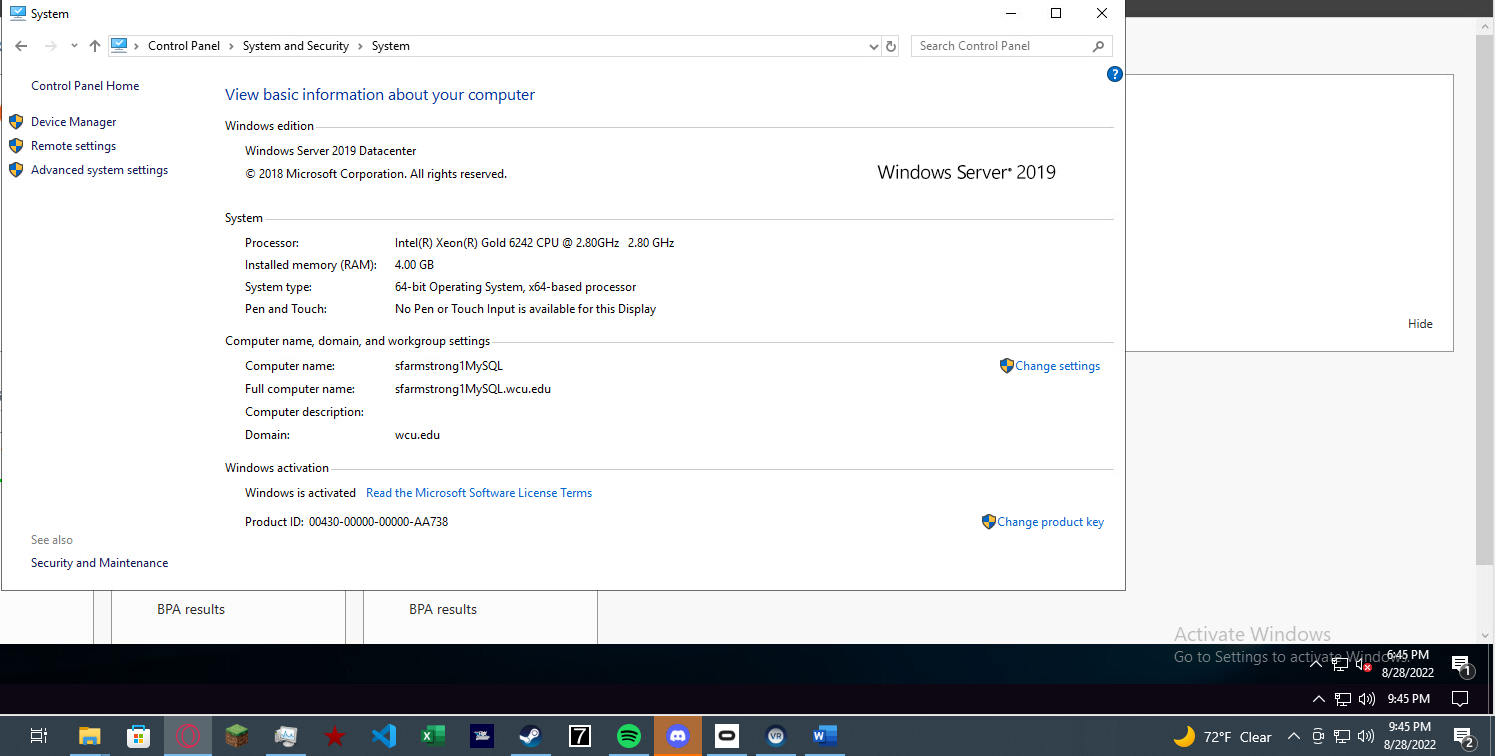 System
Control Panel > System and Security > System
Search Control Panel
?
Control Panel Home
Device Manager
Remote settings
Advanced system settings
See also
Security and Maintenance
View basic information about your computer
Windows edition
Windows Server 2019 Datacenter
© 2018 Microsoft Corporation. All rights reserved.
Windows Server® 2019
System
Processor: Intel(R) Xeon(R) Gold 6242 CPU @ 2.80GHz 2.80 GHz
Installed memory (RAM): 4.00 GB
System type: 64-bit Operating System, x64-based processor
Pen and Touch: No Pen or Touch Input is available for this Display
Computer name, domain, and workgroup settings
Computer name: sfarmstrong1MySQL
Change settings
Full computer name: sfarmstrong1MySQL.wcu.edu
Computer description:
Domain: wcu.edu
Windows activation
Windows is activated Read the Microsoft Software License Terms
Product ID: 00430-00000-00000-AA738
Change product key
Hide
BPA results
BPA results
Activate Windows
Go to Settings to activate Windows.
6:45 PM
8/28/2022
1
9:45 PM
7
VR
W
72°F Clear
9:45 PM
8/28/2022
2